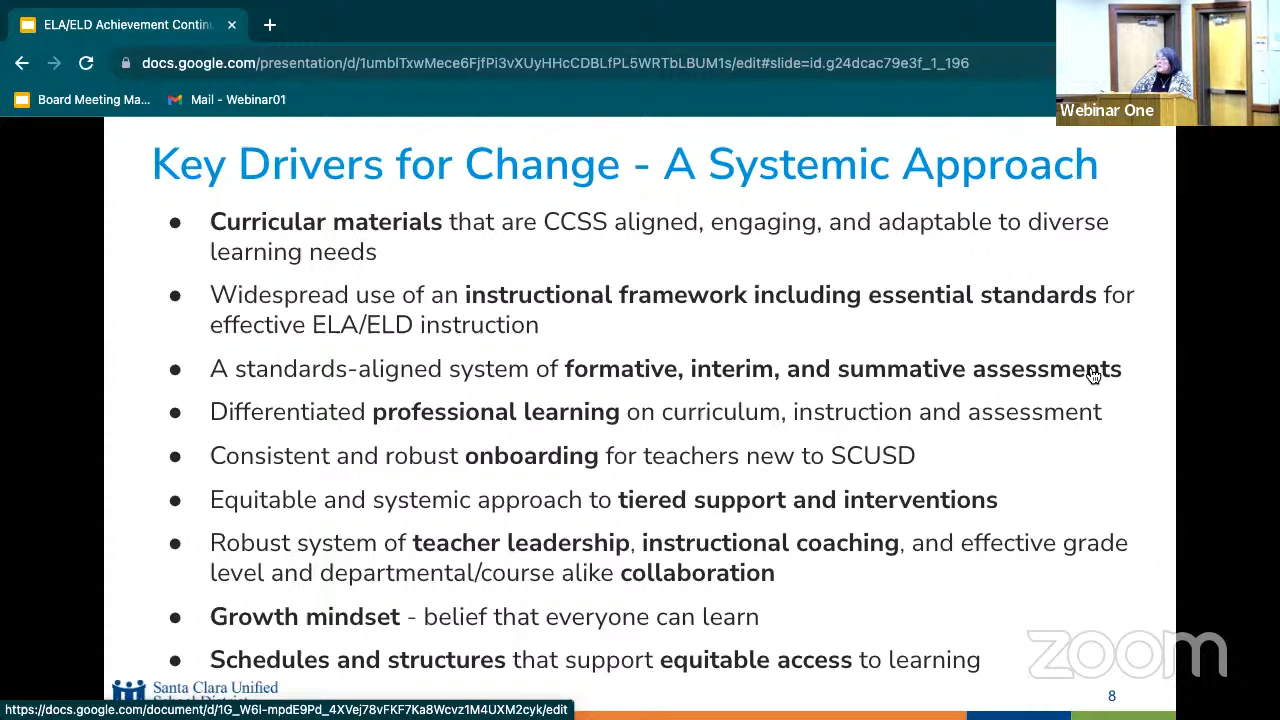 ELA/ELD Achievement Contin
docs.google.com/presentation/d/1umbITxwMece6FjfPi3vXUyHHcCDBLfPL5WRTbLBUM1s/edit#slide=id.g24dcac79e3f_1_196
Board Meeting Ma...
Mail - Webinar01
Webinar One
Key Drivers for Change - A Systemic Approach
● Curricular materials that are CCSS aligned, engaging, and adaptable to diverse
learning needs
● Widespread use of an instructional framework including essential standards for
effective ELA/ELD instruction
● A standards-aligned system of formative, interim, and summative assessments
● Differentiated professional learning on curriculum, instruction and assessment
● Consistent and robust onboarding for teachers new to SCUSD
● Equitable and systemic approach to tiered support and interventions
● Robust system of teacher leadership, instructional coaching, and effective grade
level and departmental/course alike collaboration
● Growth mindset - belief that everyone can learn
● Schedules and structures that support equitable access to learning
zoom
Santa Clara Unified
School District
8
https://docs.google.com/document/d/1G_W6I-mpdE9Pd_4XVej78vFKF7Ka8Wcvz1M4UXM2cyk/edit